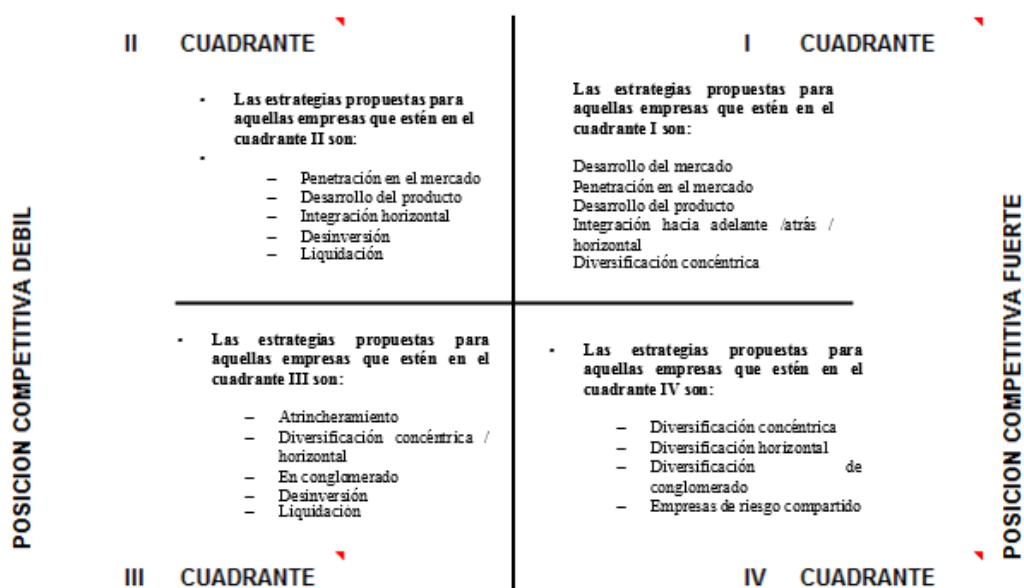 II CUADRANTE
▪ Las estrategias propuestas para
aquellas empresas que estén en el
cuadrante II son:
▪
– Penetración en el mercado
– Desarrollo del producto
– Integración horizontal
– Desinversión
– Liquidación
I CUADRANTE
Las estrategias propuestas para
aquellas empresas que estén en el
cuadrante I son:
Desarrollo del mercado
Penetración en el mercado
Desarrollo del producto
Integración hacia adelante /atrás /
horizontal
Diversificación concéntrica
POSICION COMPETITIVA DEBIL
POSICION COMPETITIVA FUERTE
▪ Las estrategias propuestas para
aquellas empresas que estén en el
cuadrante III son:
– Atrincheramiento
– Diversificación concéntrica /
horizontal
– En conglomerado
– Desinversión
– Liquidación
III CUADRANTE
▪ Las estrategias propuestas para
aquellas empresas que estén en el
cuadrante IV son:
– Diversificación concéntrica
– Diversificación horizontal
– Diversificación de
conglomerado
– Empresas de riesgo compartido
IV CUADRANTE